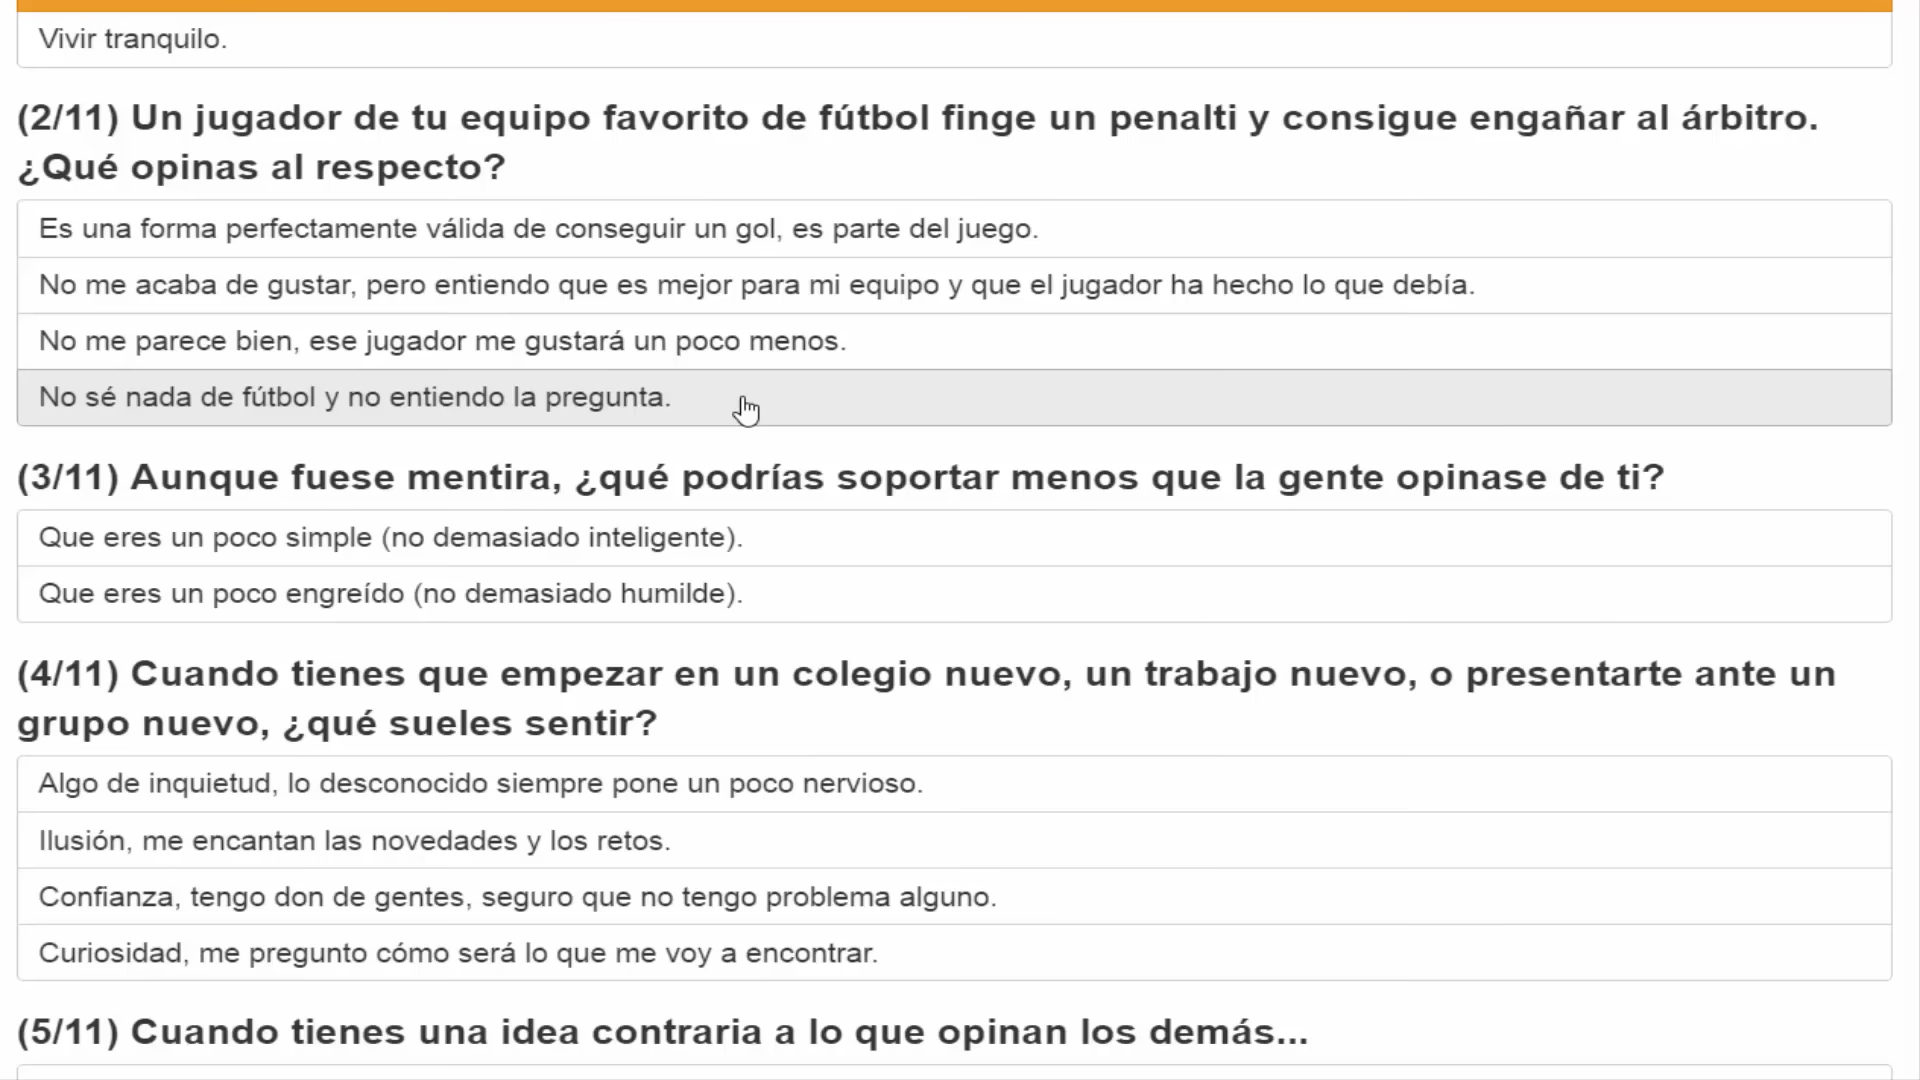 Vivir tranquilo.
(2/11) Un jugador de tu equipo favorito de fútbol finge un penalti y consigue engañar al árbitro.
¿Qué opinas al respecto?
Es una forma perfectamente válida de conseguir un gol, es parte del juego.
No me acaba de gustar, pero entiendo que es mejor para mi equipo y que el jugador ha hecho lo que debía.
No me parece bien, ese jugador me gustará un poco menos.
No sé nada de fútbol y no entiendo la pregunta.
(3/11) Aunque fuese mentira, ¿qué podrías soportar menos que la gente opinase de ti?
Que eres un poco simple (no demasiado inteligente).
Que eres un poco engreído (no demasiado humilde).
(4/11) Cuando tienes que empezar en un colegio nuevo, un trabajo nuevo, o presentarte ante un
grupo nuevo, ¿qué sueles sentir?
Algo de inquietud, lo desconocido siempre pone un poco nervioso.
Ilusión, me encantan las novedades y los retos.
Confianza, tengo don de gentes, seguro que no tengo problema alguno.
Curiosidad, me pregunto cómo será lo que me voy a encontrar.
(5/11) Cuando tienes una idea contraria a lo que opinan los demás...